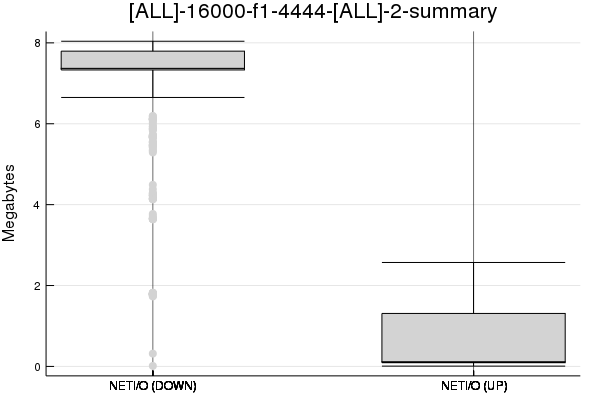 [ALL]-16000-f1-4444-[ALL]-2-summary
8
6
4
2
0
Megabytes
NETI/O (DOWN) NETI/O (UP)